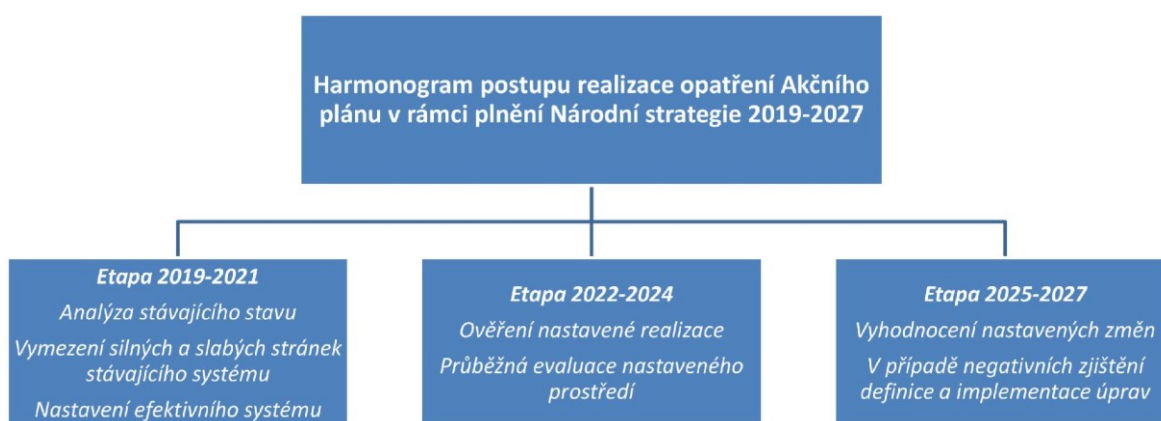 Harmonogram postupu realizace opatření Akčního
plánu v rámci plnění Národní strategie 2019-2027
Etapa 2019-2021
Analýza stávajícího stavu
Vymezení silných a slabých stránek
stávajícího systému
Nastavení efektivního systému
Etapa 2022-2024
Ověření nastavené realizace
Průběžná evaluace nastaveného
prostředí
Etapa 2025-2027
Vyhodnocení nastavených změn
V případě negativních zjištění
definice a implementace úprav